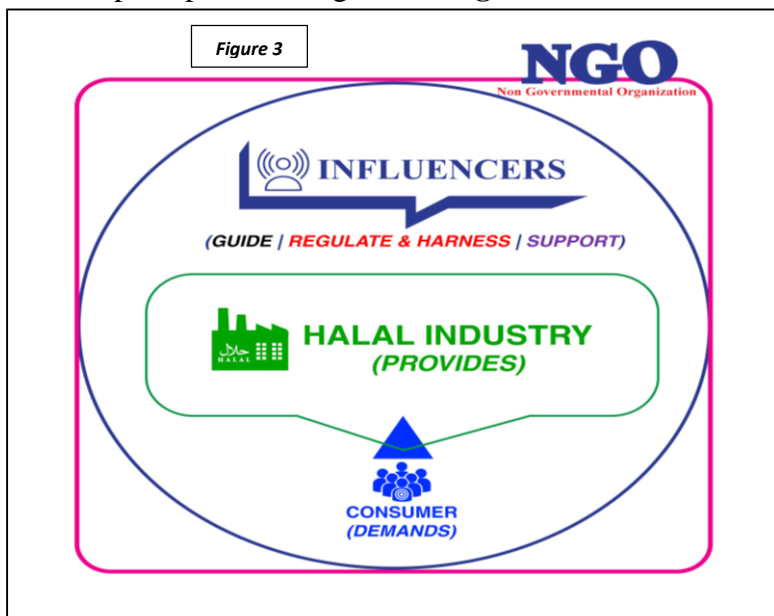 Figure 3
NGO
Non Governmental Organization
INFLUENCERS
(GUIDE | REGULATE & HARNESS | SUPPORT)
حلال
HALAL
HALAL INDUSTRY
(PROVIDES)
CONSUMER
(DEMANDS)